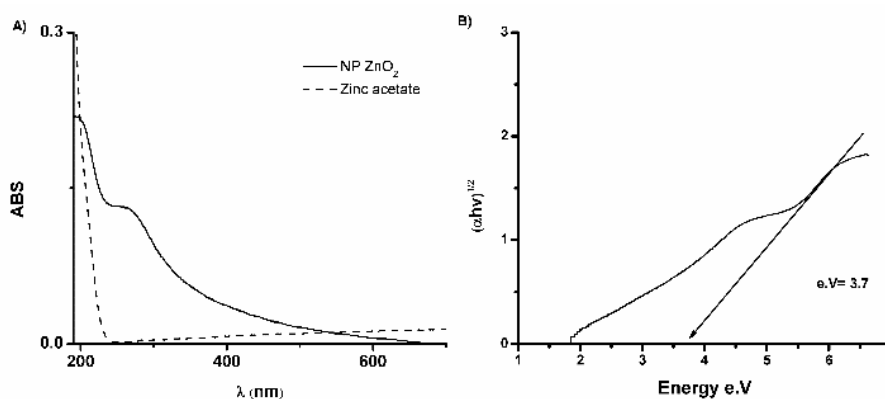 A)
0.3
NP ZnO₂
Zinc acetate
ABS
0.0
200
400
600
λ (nm)
B)
3
2
(αhν)^1/2
1
e.V= 3.7
0
1
2
3
4
5
6
Energy e.V